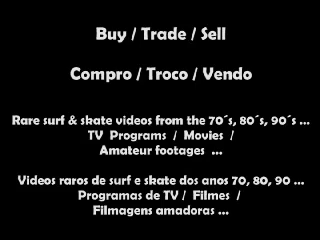 Buy / Trade / Sell
Compro / Troco / Vendo
Rare surf & skate videos from the 70´s, 80´s, 90´s ...
TV Programs / Movies /
Amateur footages ...
Videos raros de surf e skate dos anos 70, 80, 90 ...
Programas de TV / Filmes /
Filmagens amadoras ...